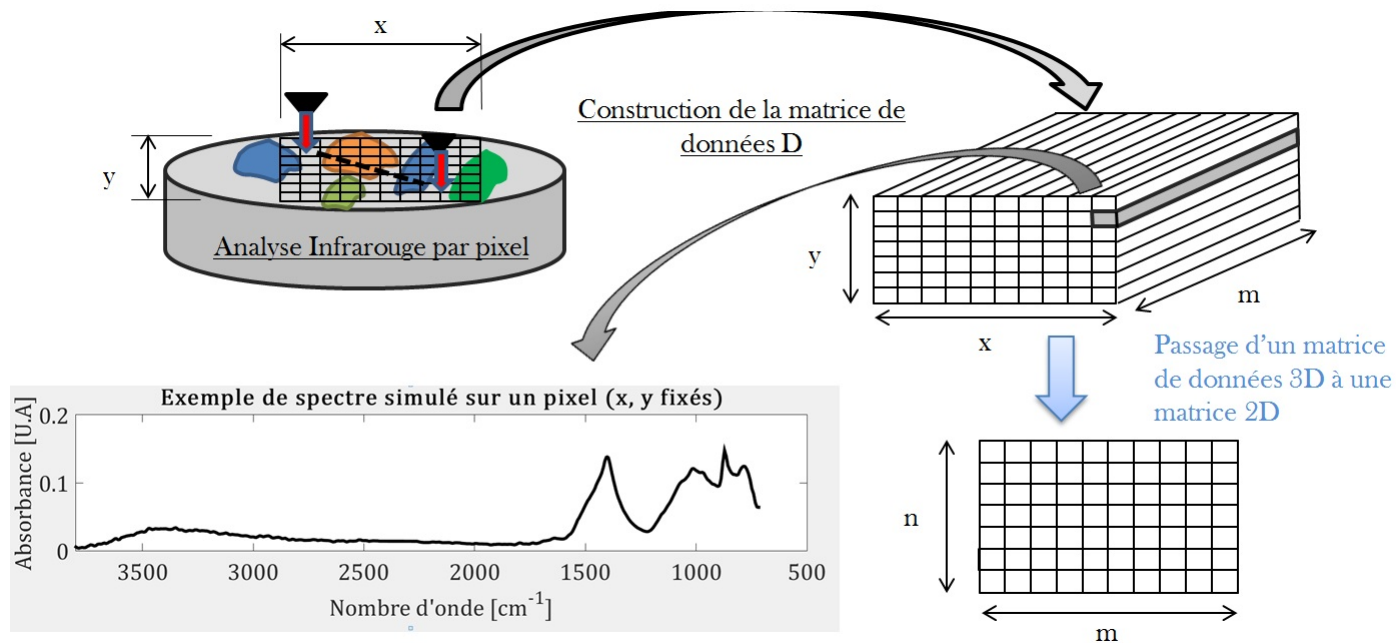 x
Construction de la matrice de
données D
y
Analyse Infrarouge par pixel
y
m
x
Passage d'un matrice
de données 3D à une
matrice 2D
Exemple de spectre simulé sur un pixel (x, y fixés)
Absorbance [U.A]
0.2
0.1
0
3500 3000 2500 2000 1500 1000 500
Nombre d'onde [cm⁻¹]
n
m